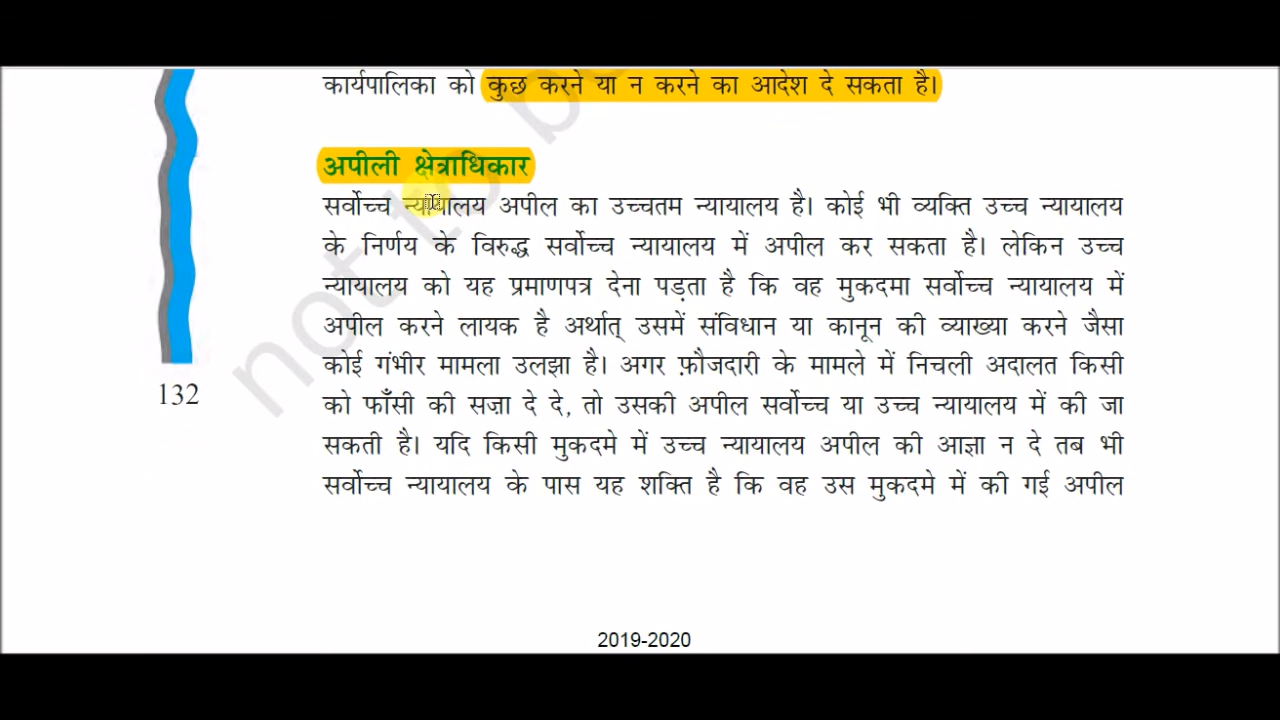 कार्यपालिका को कुछ करने या न करने का आदेश दे सकता है।
अपीली क्षेत्राधिकार
सर्वोच्च न्यायालय अपील का उच्चतम न्यायालय है। कोई भी व्यक्ति उच्च न्यायालय
के निर्णय के विरुद्ध सर्वोच्च न्यायालय में अपील कर सकता है। लेकिन उच्च
न्यायालय को यह प्रमाणपत्र देना पड़ता है कि वह मुकदमा सर्वोच्च न्यायालय में
अपील करने लायक है अर्थात् उसमें संविधान या कानून की व्याख्या करने जैसा
कोई गंभीर मामला उलझा है। अगर फ़ौजदारी के मामले में निचली अदालत किसी
को फाँसी की सज़ा दे दे, तो उसकी अपील सर्वोच्च या उच्च न्यायालय में की जा
सकती है। यदि किसी मुकदमे में उच्च न्यायालय अपील की आज्ञा न दे तब भी
सर्वोच्च न्यायालय के पास यह शक्ति है कि वह उस मुकदमे में की गई अपील
132
not to be
2019-2020